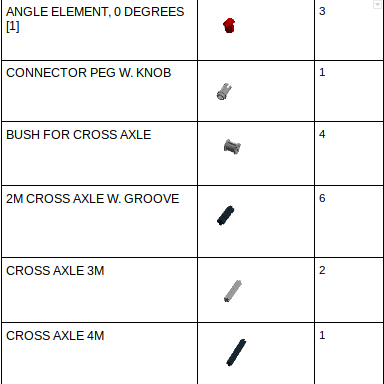 ANGLE ELEMENT, 0 DEGREES
[1]
3
CONNECTOR PEG W. KNOB
1
BUSH FOR CROSS AXLE
4
2M CROSS AXLE W. GROOVE
6
CROSS AXLE 3M
2
CROSS AXLE 4M
1